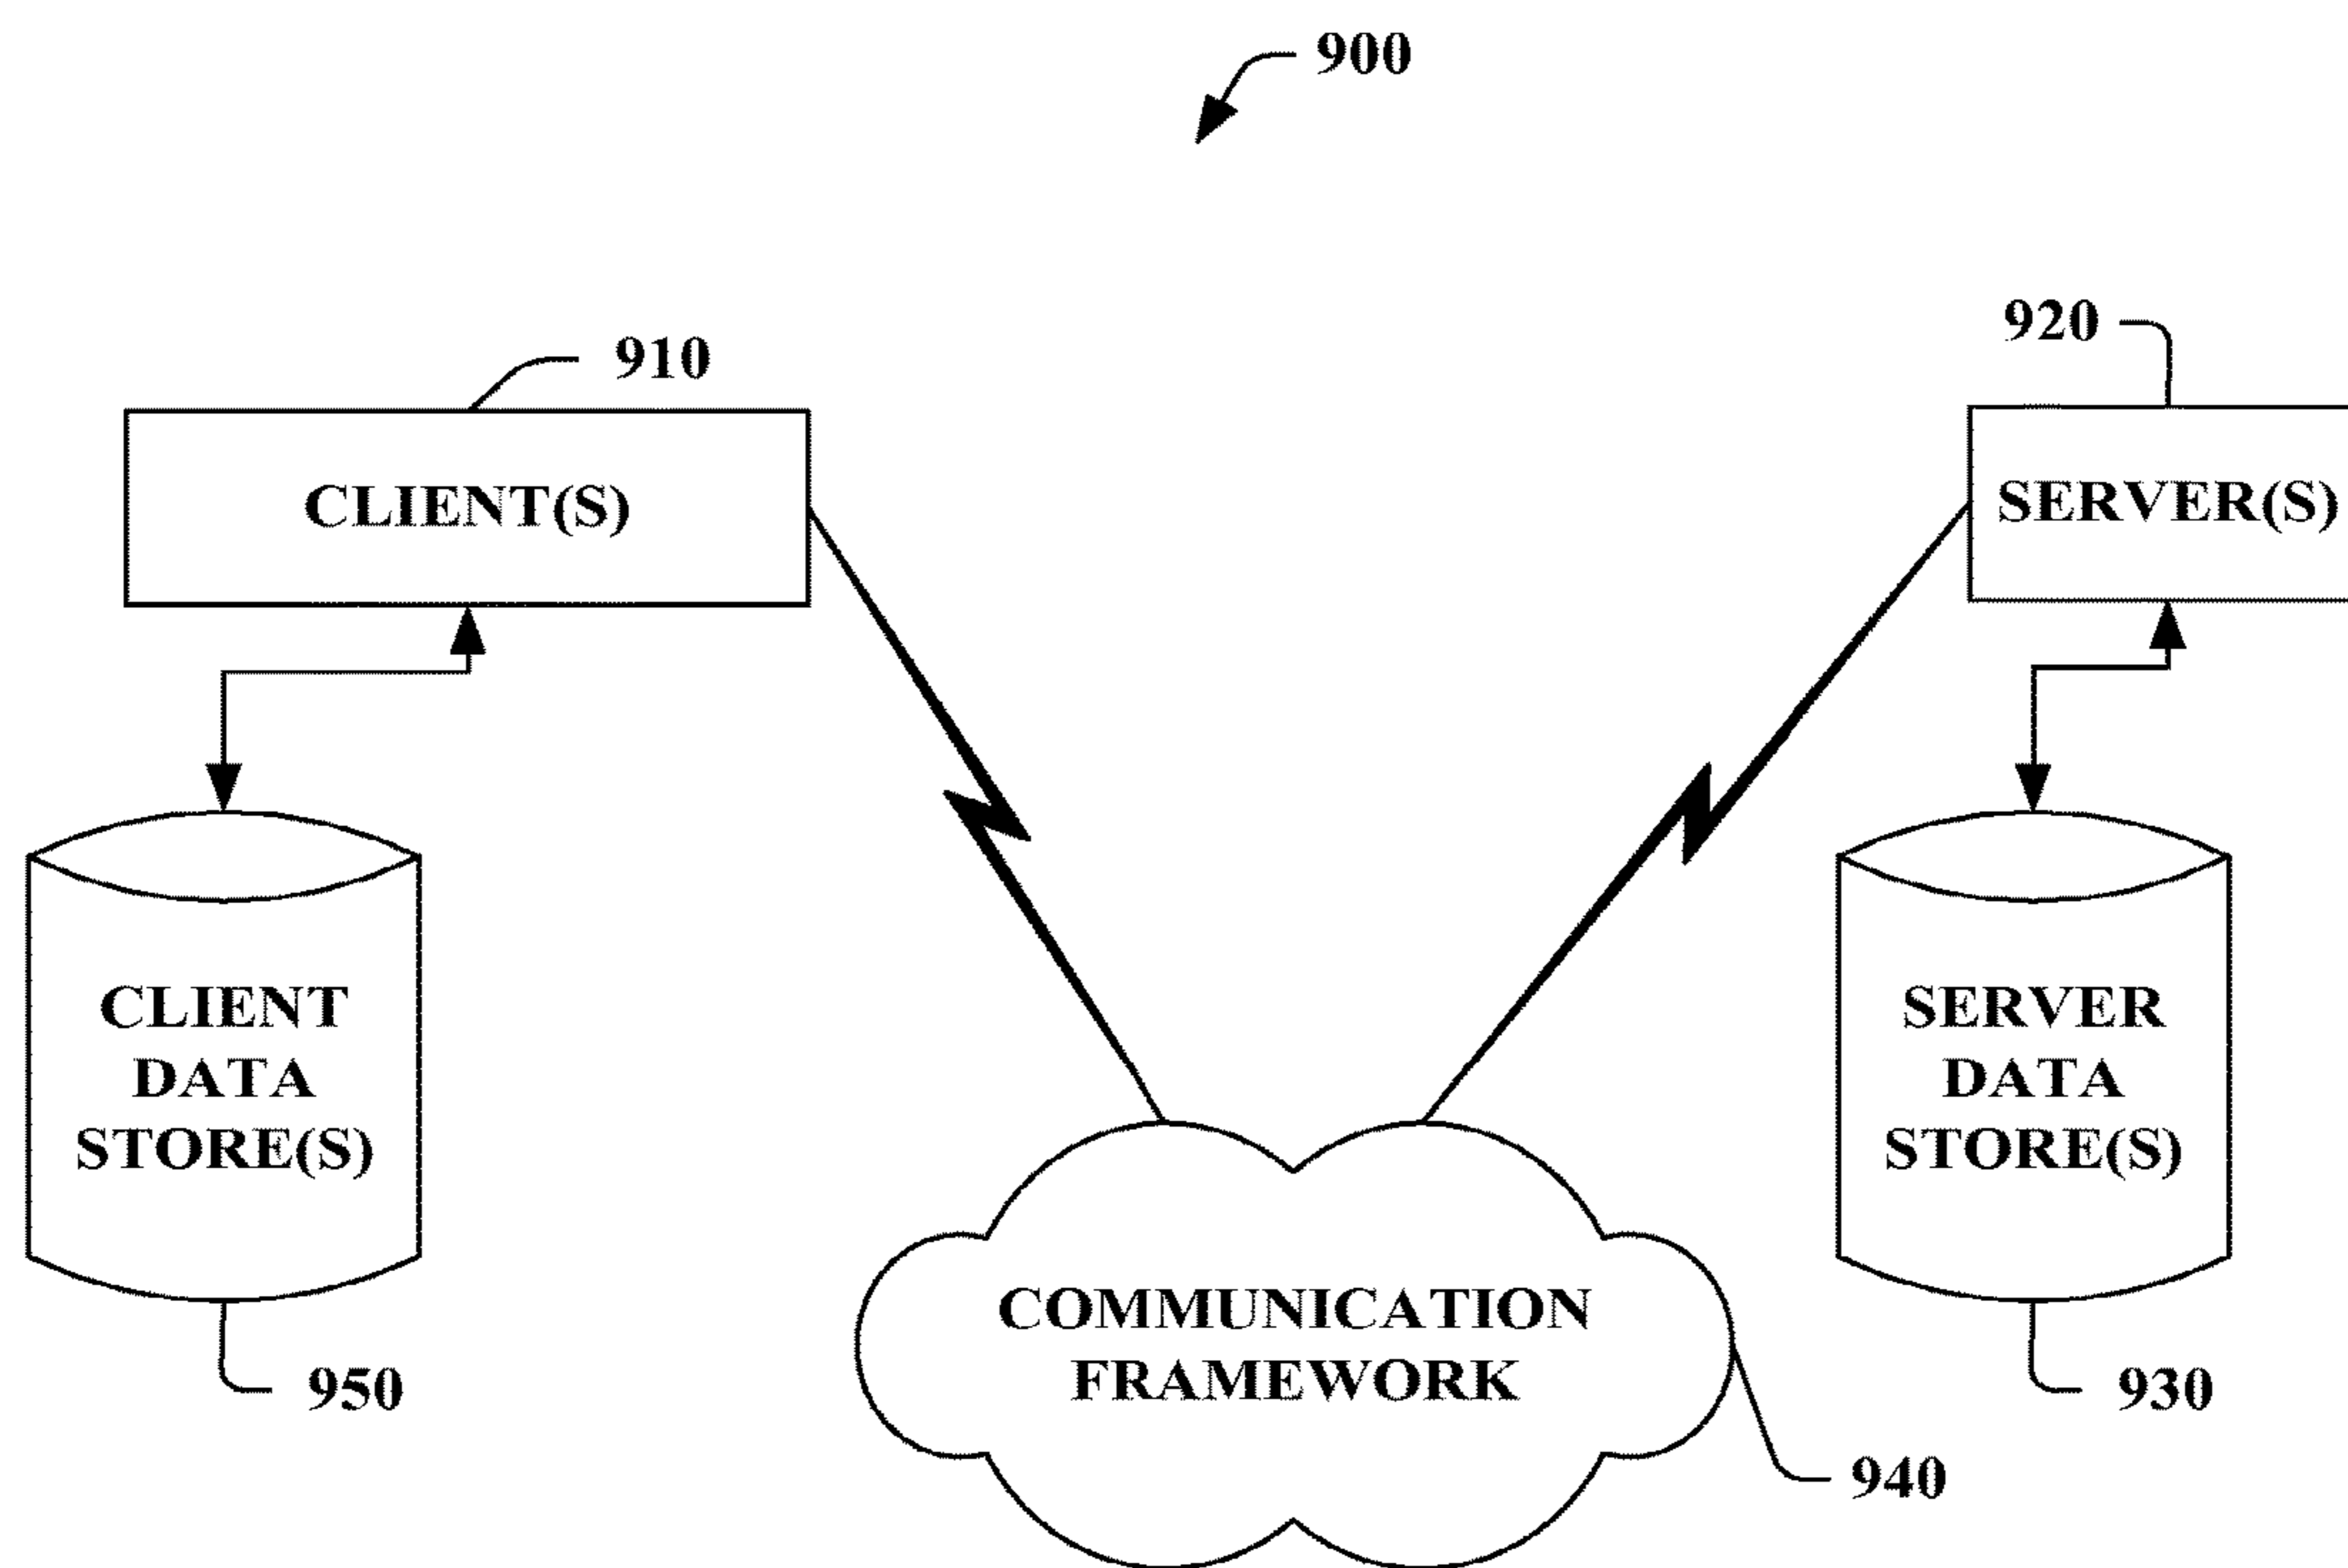 900
910
920
CLIENT(S)
SERVER(S)
CLIENT
DATA
STORE(S)
SERVER
DATA
STORE(S)
COMMUNICATION
FRAMEWORK
950
930
940